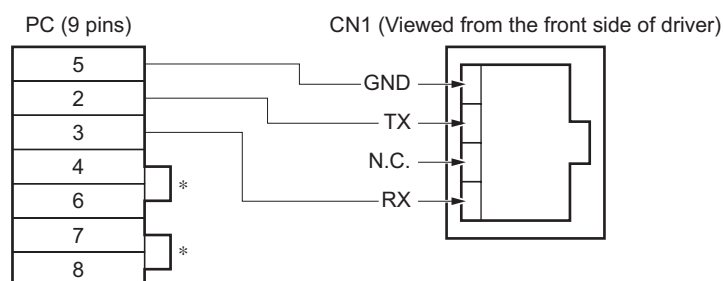 PC (9 pins)
CN1 (Viewed from the front side of driver)
5
2
3
4
6
7
8
*
*
GND
TX
N.C.
RX